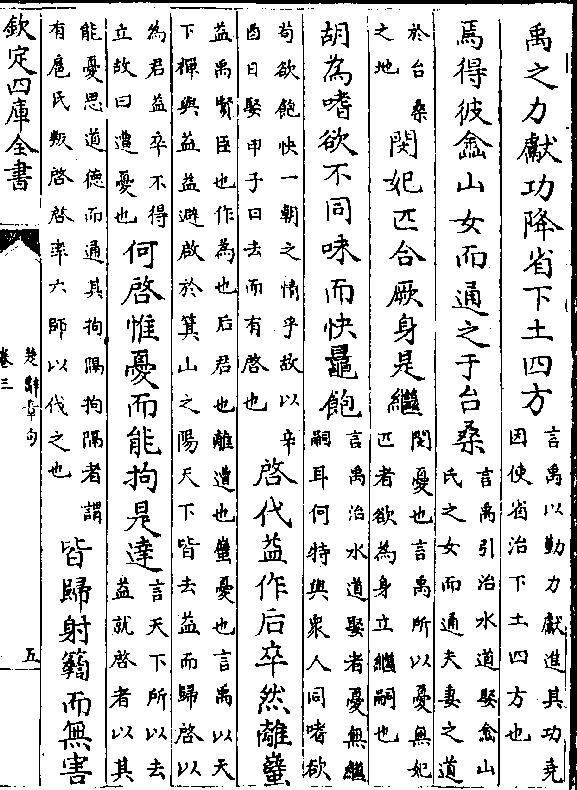 禹之力獻功降省下土四方
言禹以勤力獻進其功堯
因使省治下土四方也
焉得彼嵞山女而通之于台桑
言禹引治水道娶嵞山
氏之女而通夫妻之道
於台桑
之地
閔妃匹合厥身是繼
閔憂也言禹所以憂無妃
匹者欲為身立繼嗣也
胡為嗜欲不同味而快鼂飽
言禹治水道娶者憂無繼
嗣耳何特與衆人同嗜欲
苟欲飽快一朝之情乎故以辛
酉日娶甲子日去而有啓也
啓代益作后卒然離蠥
益禹賢臣也作為也后君也離遭也蠥憂也言禹以天
下禪與益益避啟於箕山之陽天下皆去益而歸啓以
為君益卒不得
立故曰遭憂也
何啓惟憂而能拘是達
言天下所以去
益就啓者以其
能憂思道德而通其拘隔拘隔者謂
有扈氏叛啓啓率六師以伐之也
皆歸射䉛而無害
欽定四庫全書
楚辭章句
卷三
五